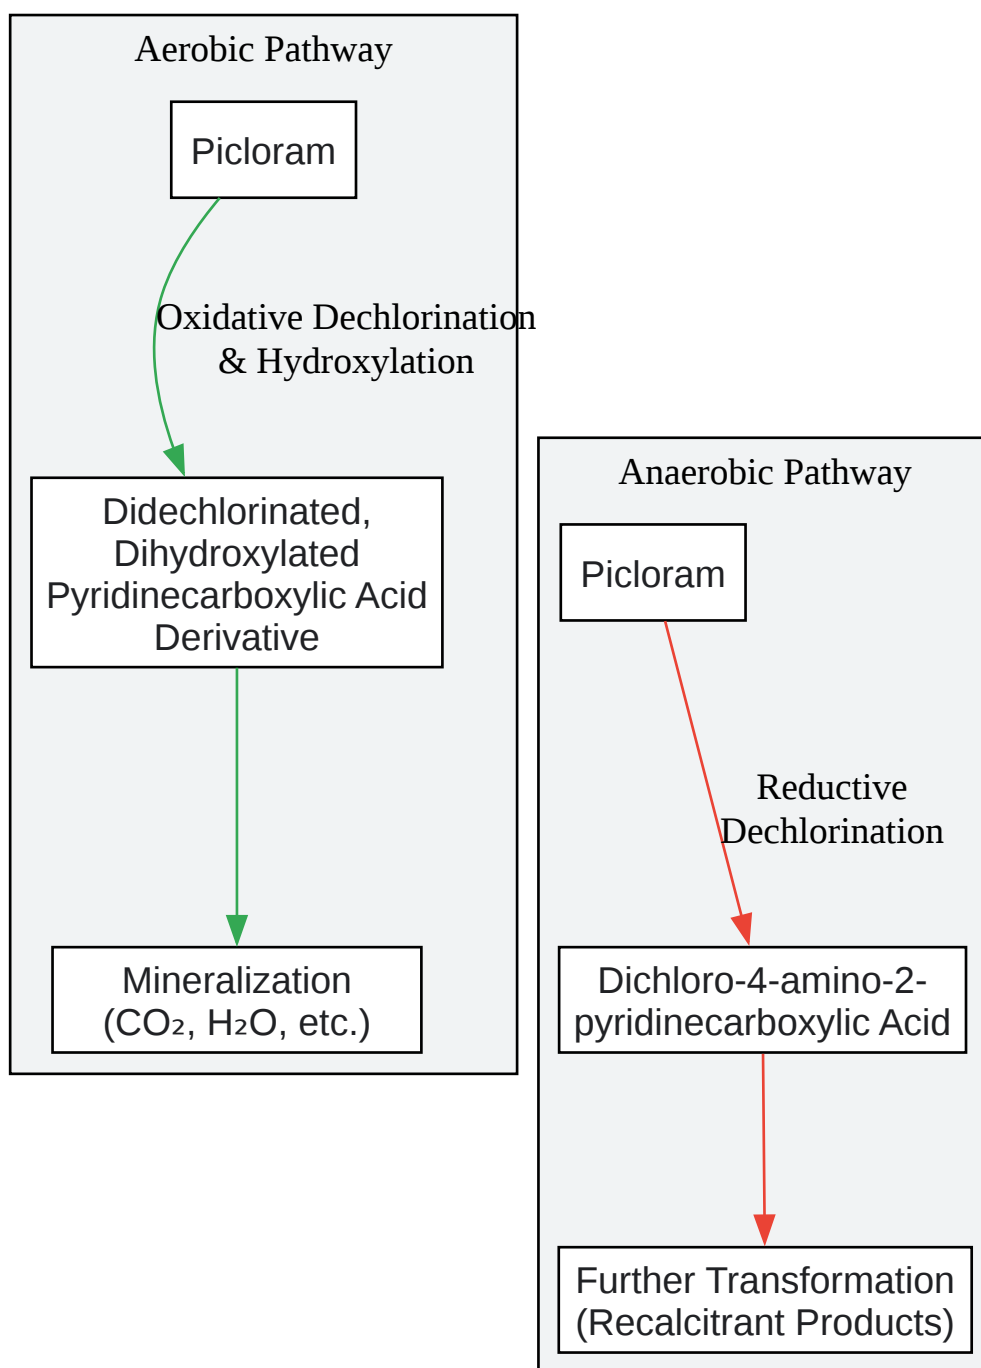 Aerobic Pathway
Picloram
Oxidative Dechlorination
& Hydroxylation
Didechlorinated,
Dihydroxylated
Pyridinecarboxylic Acid
Derivative
Mineralization
(CO₂, H₂O, etc.)
Anaerobic Pathway
Picloram
Reductive
Dechlorination
Dichloro-4-amino-2-
pyridinecarboxylic Acid
Further Transformation
(Recalcitrant Products)